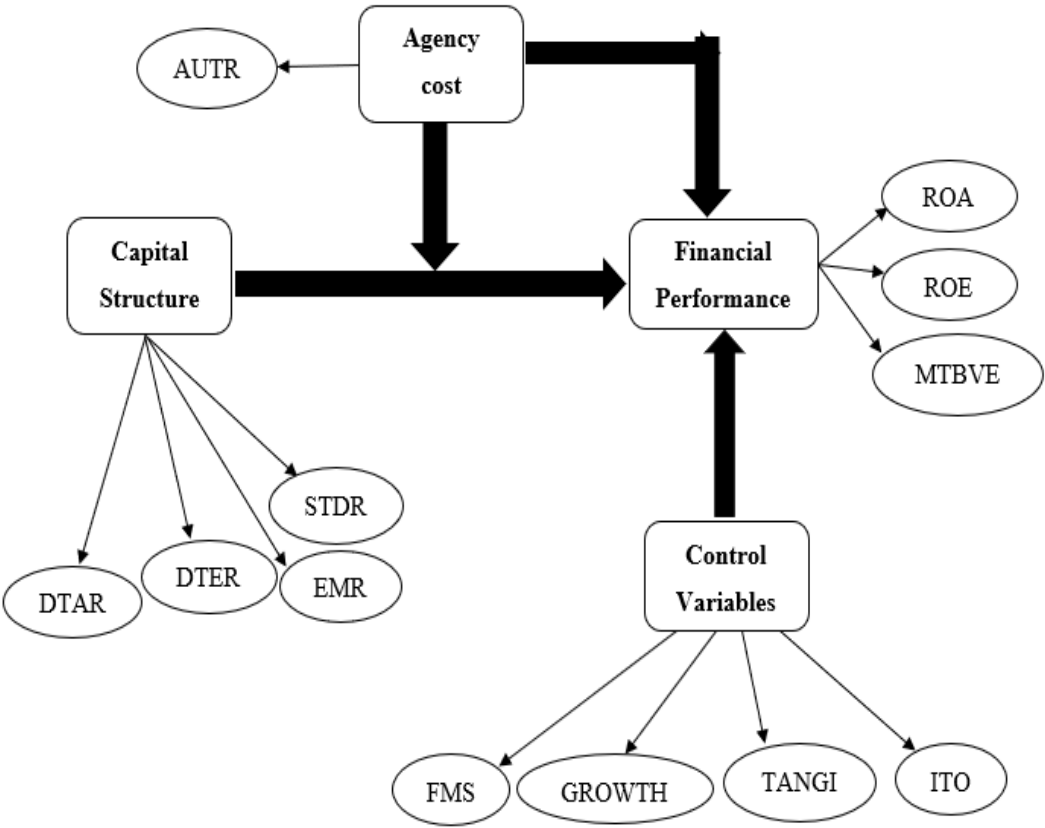 Agency
cost
AUTR
Capital
Structure
Financial
Performance
ROA
ROE
MTBVE
STDR
DTER
EMR
DTAR
Control
Variables
FMS
GROWTH
TANGI
ITO